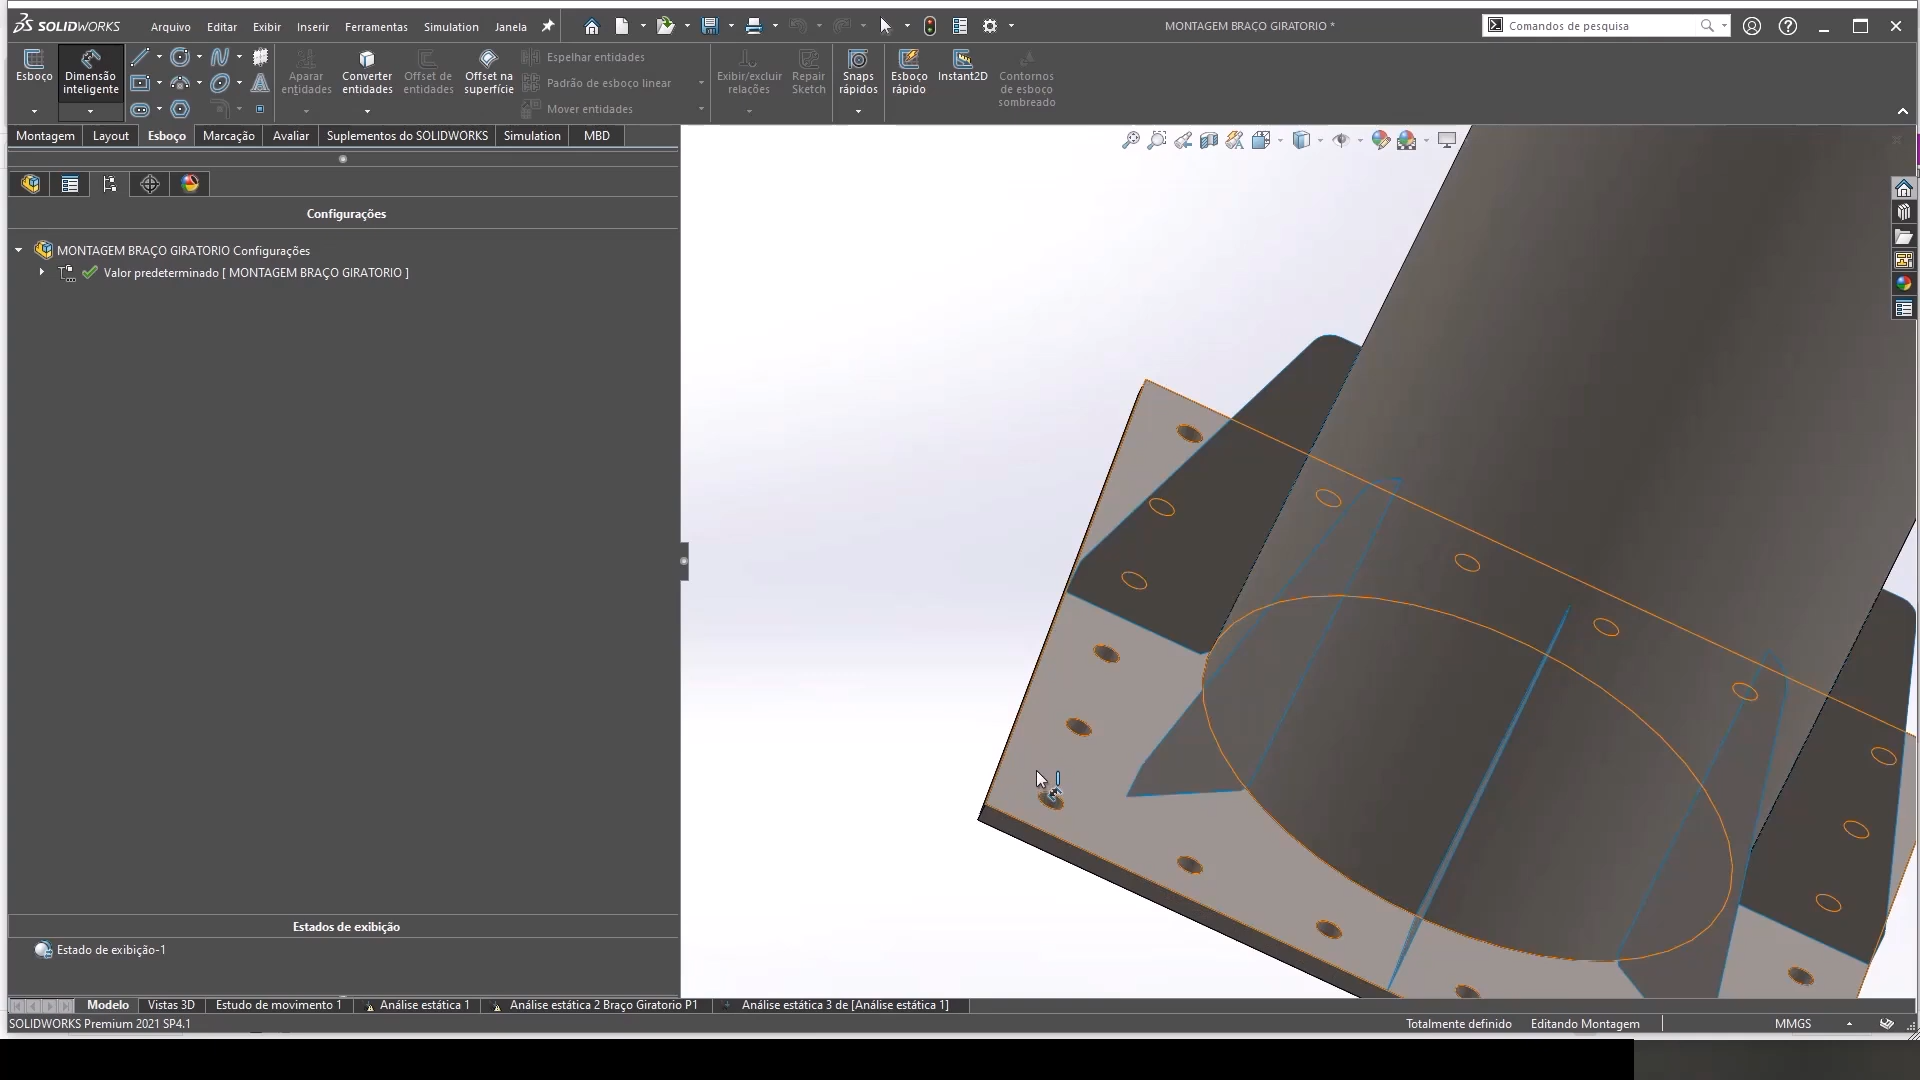 SOLIDWORKS
Arquivo Editar Exibir Inserir Ferramentas Simulation Janela
MONTAGEM BRAÇO GIRATORIO *
Comandos de pesquisa
Esboço
Dimensão inteligente
Aparar entidades
Converter entidades
Offset de entidades
Offset na superfície
Espelhar entidades
Padrão de esboço linear
Mover entidades
Exibir/excluir relações
Repair Sketch
Snaps rápidos
Esboço rápido
Instant2D
Contornos de esboço sombreado
Montagem Layout Esboço Marcação Avaliar Suplementos do SOLIDWORKS Simulation MBD
Configurações
MONTAGEM BRAÇO GIRATORIO Configurações
Valor predeterminado [ MONTAGEM BRAÇO GIRATORIO ]
Estados de exibição
Estado de exibição-1
Modelo Vistas 3D Estudo de movimento 1 Análise estática 1 Análise estática 2 Braço Giratorio P1 Análise estática 3 de [Análise estática 1]
SOLIDWORKS Premium 2021 SP4.1
Totalmente definido Editando Montagem MMGS